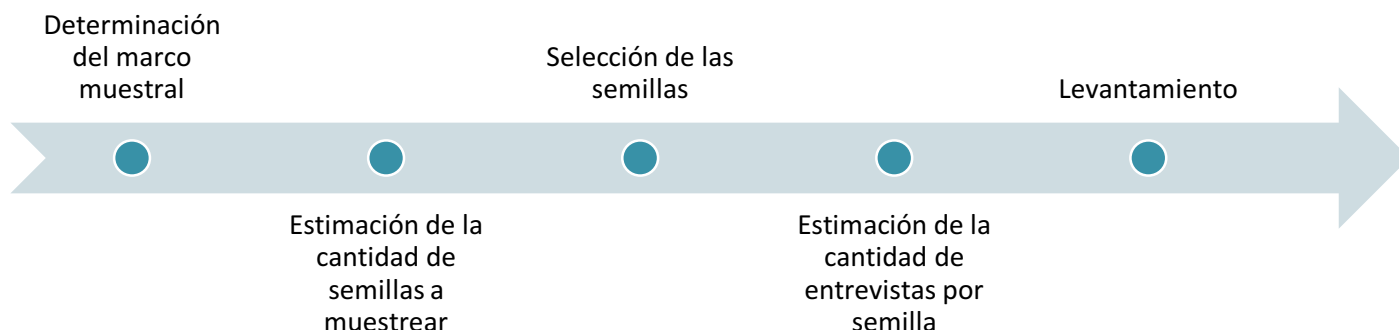 Determinación
del marco
muestral
Estimación de la
cantidad de
semillas a
muestrear
Selección de las
semillas
Estimación de la
cantidad de
entrevistas por
semilla
Levantamiento